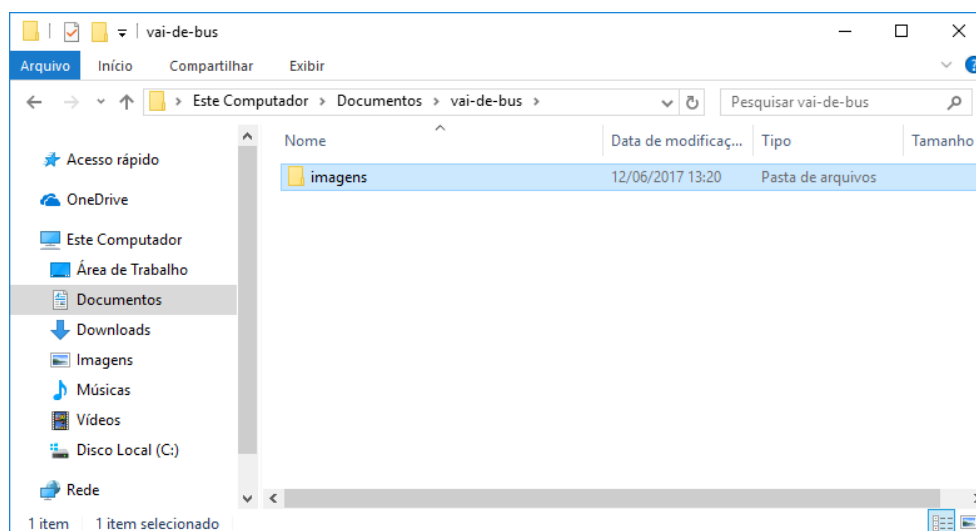 vai-de-bus
Arquivo Início Compartilhar Exibir
Este Computador > Documentos > vai-de-bus > Pesquisar vai-de-bus
Nome Data de modificaç... Tipo Tamanho
Acesso rápido
imagens 12/06/2017 13:20 Pasta de arquivos
OneDrive
Este Computador
Área de Trabalho
Documentos
Downloads
Imagens
Músicas
Vídeos
Disco Local (C:)
Rede
1 item 1 item selecionado